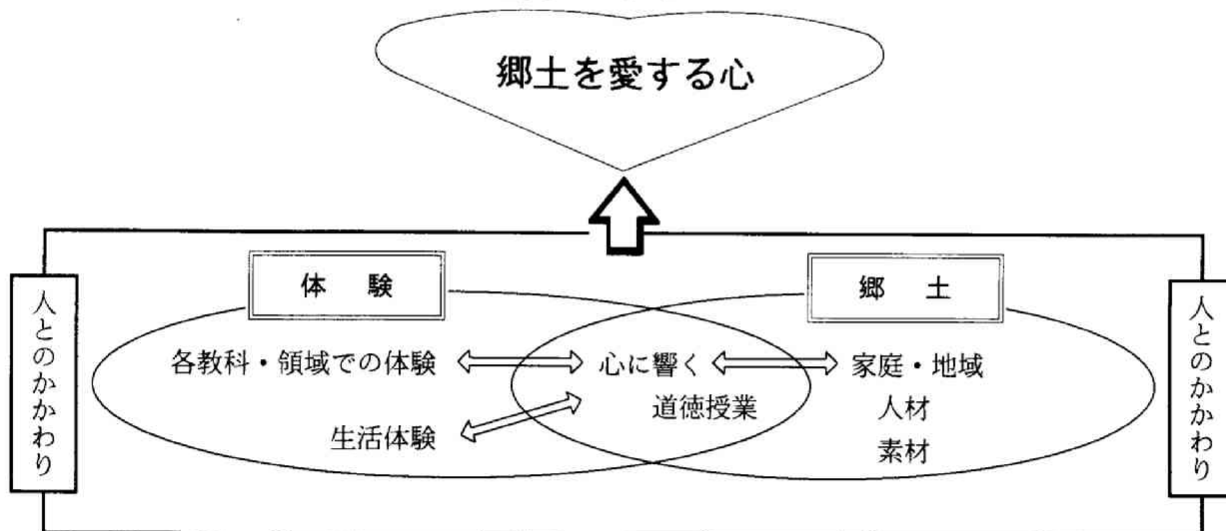 郷土を愛する心
体験
郷土
人とのかかわり
各教科・領域での体験
心に響く
家庭・地域
人とのかかわり
道徳授業
人材
生活体験
素材